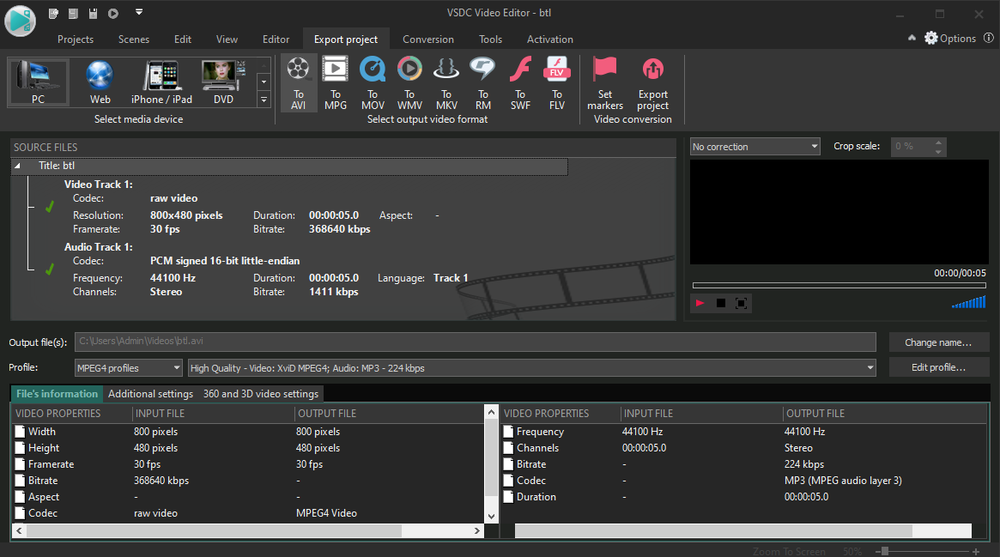 VSDC Video Editor - btl
Projects Scenes Edit View Editor Export project Conversion Tools Activation Options
PC Web iPhone / iPad DVD
Select media device
To AVI To MPG To MOV To WMV To MKV To RM To SWF To FLV
FLV
Select output video format
Set markers Export project
Video conversion
SOURCE FILES
Title: btl
Video Track 1:
Codec: raw video
Resolution: 800x480 pixels Duration: 00:00:05.0 Aspect: -
Framerate: 30 fps Bitrate: 368640 kbps
Audio Track 1:
Codec: PCM signed 16-bit little-endian
Frequency: 44100 Hz Duration: 00:00:05.0 Language: Track 1
Channels: Stereo Bitrate: 1411 kbps
No correction Crop scale: 0 %
00:00/00:05
Output file(s): C:\Users\Admin\Videos\btl.avi Change name...
Profile: MPEG4 profiles High Quality - Video: XviD MPEG4; Audio: MP3 - 224 kbps Edit profile...
File's information Additional settings 360 and 3D video settings
VIDEO PROPERTIES INPUT FILE OUTPUT FILE
Width 800 pixels 800 pixels
Height 480 pixels 480 pixels
Framerate 30 fps 30 fps
Bitrate 368640 kbps -
Aspect - -
Codec raw video MPEG4 Video
VIDEO PROPERTIES INPUT FILE OUTPUT FILE
Frequency 44100 Hz 44100 Hz
Channels 00:00:05.0 Stereo
Bitrate - 224 kbps
Codec - MP3 (MPEG audio layer 3)
Duration - 00:00:05.0
Zoom To Screen 50%